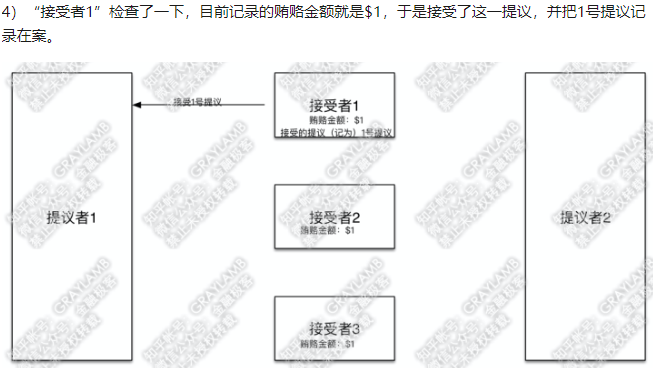 4）“接受者1”检查了一下，目前记录的贿赂金额就是$1，于是接受了这一提议，并把1号提议记
录在案。
接受1号提议
接受者1
贿赂金额：$1
接受的提议（记为）1号提议
提议者1
接受者2
贿赂金额：$1
提议者2
接受者3
贿赂金额：$1
GRAYLAMB